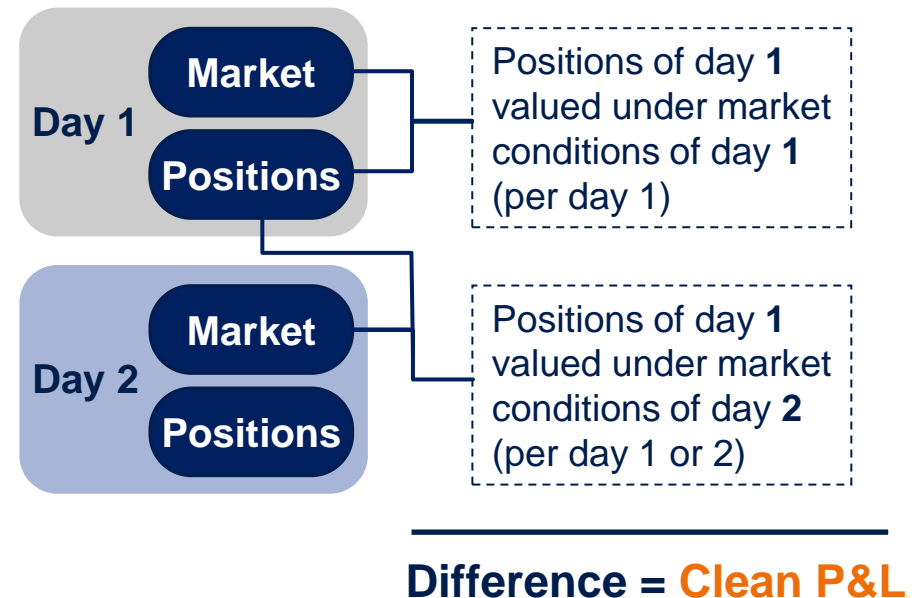 Day 1
Market
Positions
Positions of day 1
valued under market
conditions of day 1
(per day 1)
Day 2
Market
Positions
Positions of day 1
valued under market
conditions of day 2
(per day 1 or 2)
Difference = Clean P&L